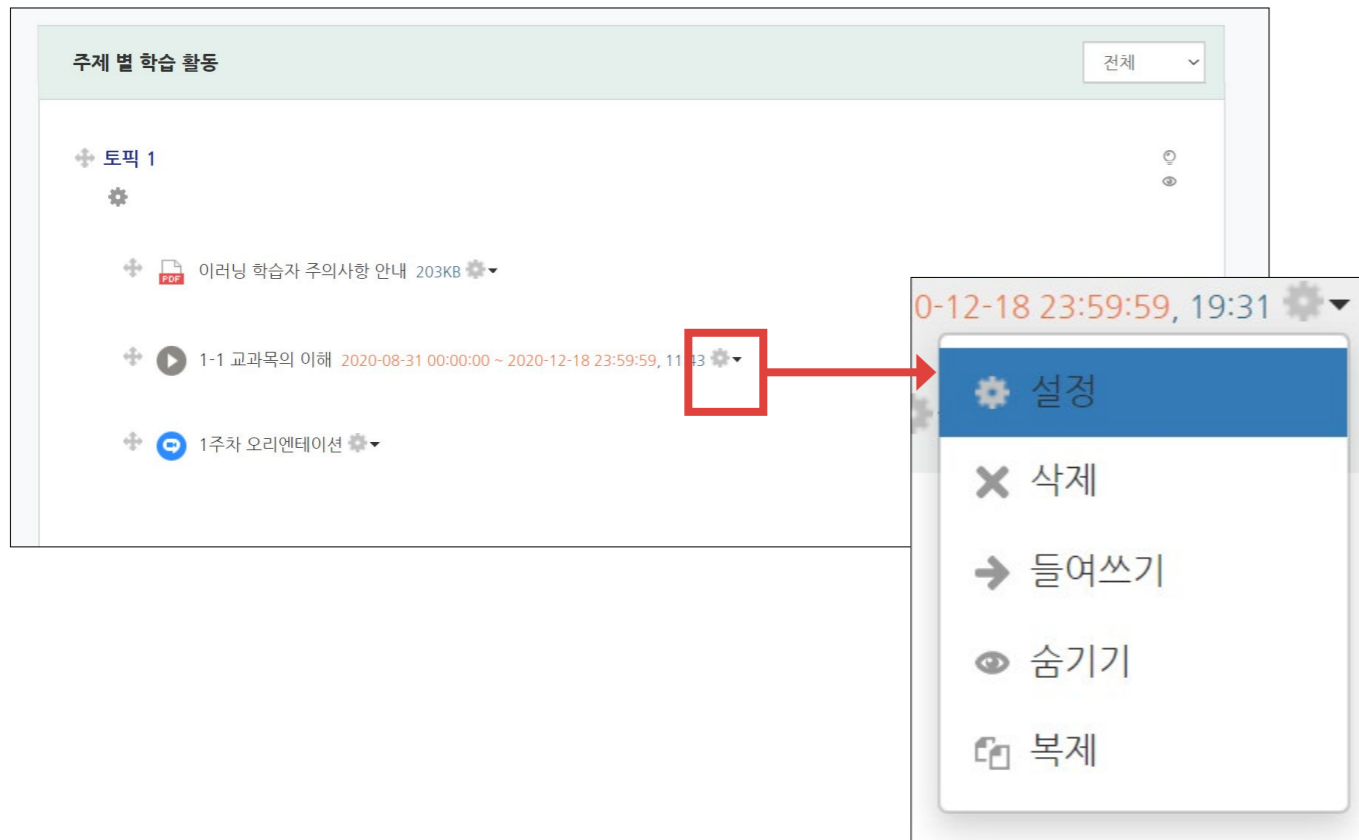 주제 별 학습 활동
전체
토픽 1
PDF
이러닝 학습자 주의사항 안내 203KB
1-1 교과목의 이해 2020-08-31 00:00:00 ~ 2020-12-18 23:59:59, 11:43
1주차 오리엔테이션
0-12-18 23:59:59, 19:31
설정
삭제
들여쓰기
숨기기
복제